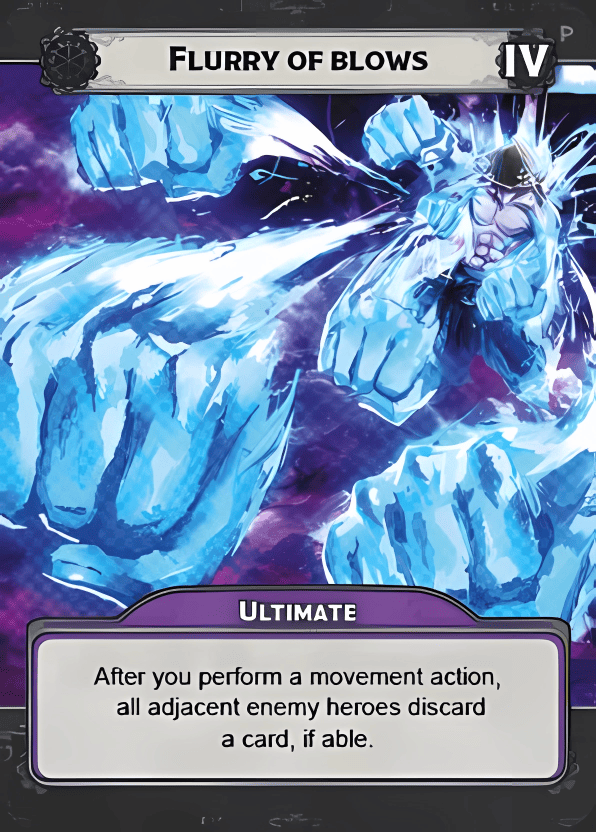 P
FLURRY OF BLOWS
IV
ULTIMATE
After you perform a movement action,
all adjacent enemy heroes discard
a card, if able.